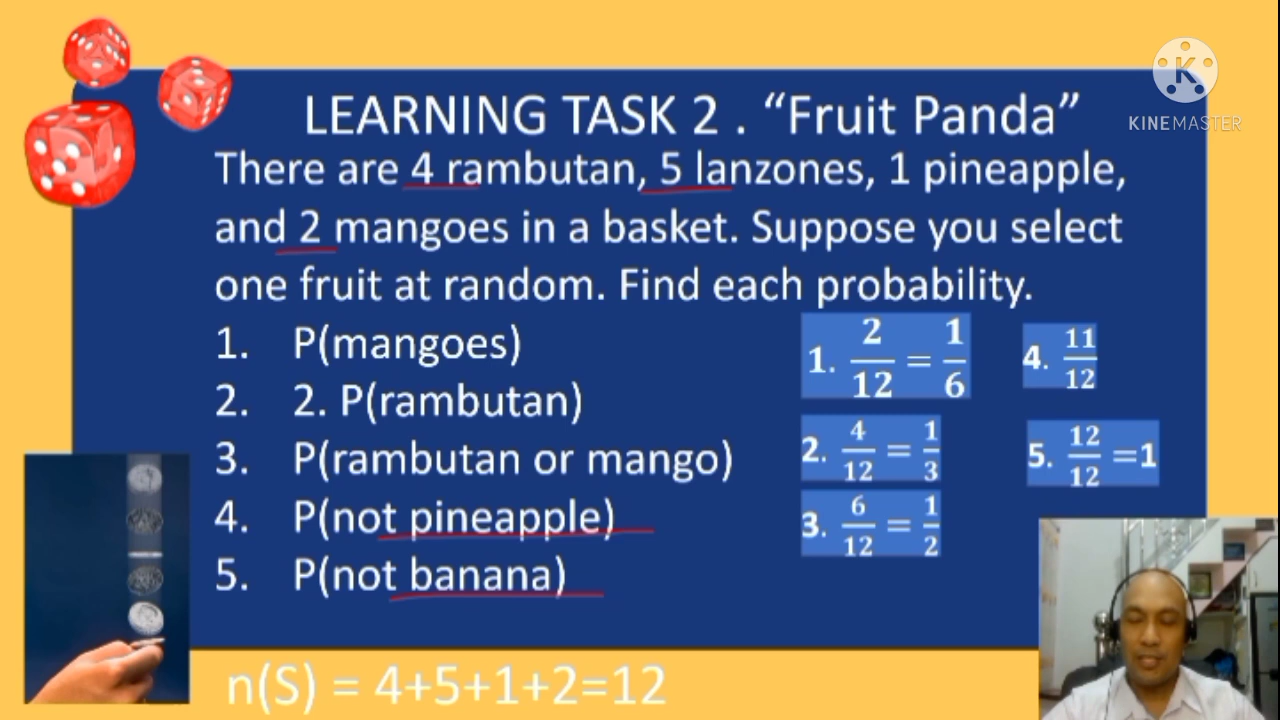 K
KINEMASTER
LEARNING TASK 2 . “Fruit Panda”
There are 4 rambutan, 5 lanzones, 1 pineapple,
and 2 mangoes in a basket. Suppose you select
one fruit at random. Find each probability.
1. P(mangoes)
2. 2. P(rambutan)
3. P(rambutan or mango)
4. P(not pineapple)
5. P(not banana)
1. 2/12 = 1/6
2. 4/12 = 1/3
3. 6/12 = 1/2
4. 11/12
5. 12/12 =1
n(S) = 4+5+1+2=12